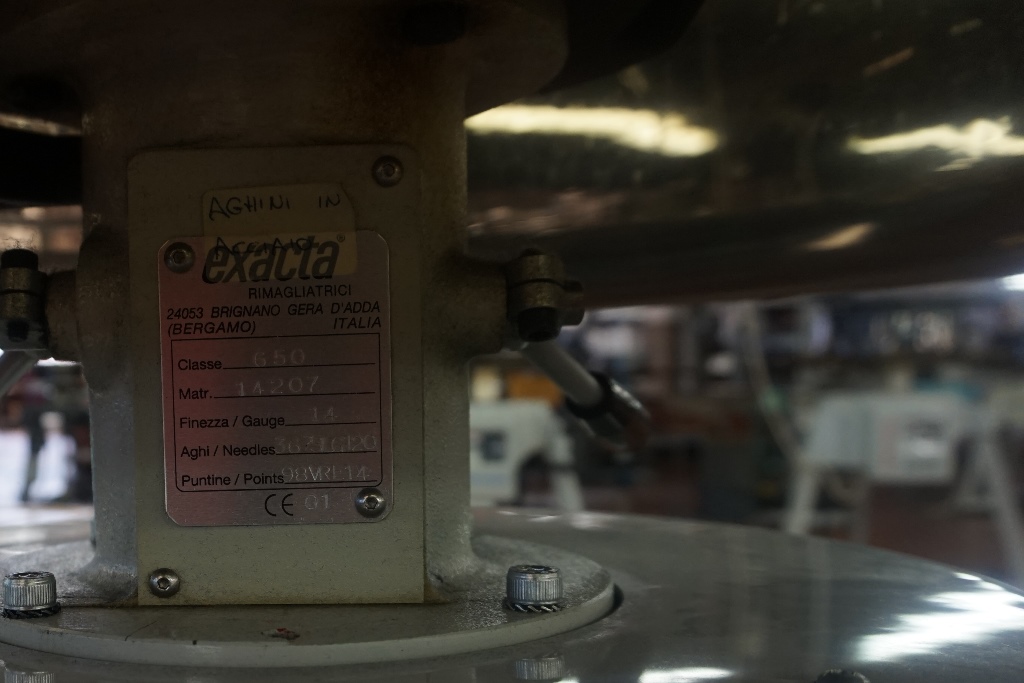 AGHINI IN
ACCIAIO
exacta®
RIMAGLIATRICI
24053 BRIGNANO GERA D'ADDA
(BERGAMO) ITALIA
Classe 650
Matr. 14207
Finezza / Gauge 14
Aghi / Needles
Puntine / Points 98VRE14
CE 01